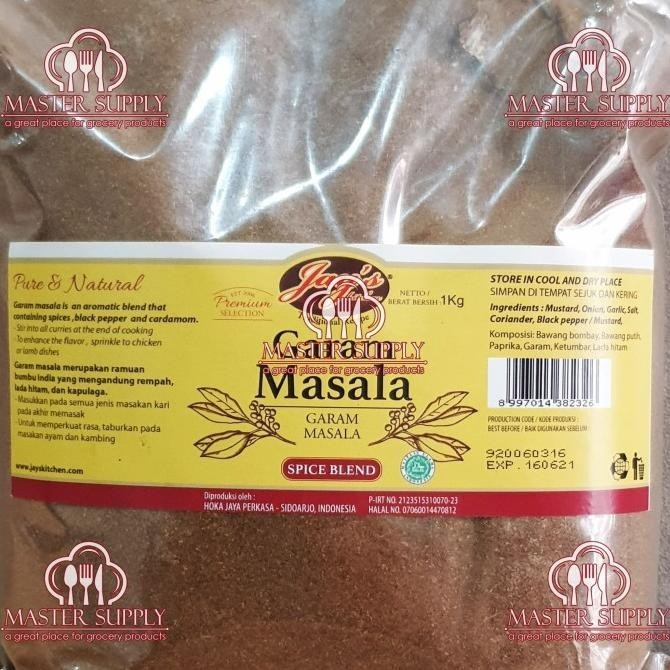 MASTER SUPPLY
a great place for grocery products
MASTER SUPPLY
a great place for grocery products
Pure & Natural
Garam masala is an aromatic blend that
containing spices ,black pepper and cardamom.
- Stir into all curries at the end of cooking
- To enhance the flavor , sprinkle to chicken
or lamb dishes
Garam masala merupakan ramuan
bumbu india yang mengandung rempah,
lada hitam, dan kapulaga.
- Masukkan pada semua jenis masakan kari
pada akhir memasak
- Untuk memperkuat rasa, taburkan pada
masakan ayam dan kambing
www.jayskitchen.com
EST 2006
Premium
SELECTION
Jay's
®
NETTO /
BERAT BERSIH : 1Kg
MASTER SUPPLY
a great place for grocery products
Garam
Masala
GARAM
MASALA
SPICE BLEND
STORE IN COOL AND DRY PLACE
SIMPAN DI TEMPAT SEJUK DAN KERING
Ingredients : Mustard, Onion, Garlic, Salt,
Coriander, Black pepper / Mustard,
Komposisi: Bawang bombay, Bawang putih,
Paprika, Garam, Ketumbar, Lada hitam
8 997014 382326
PRODUCTION CODE / KODE PRODUKSI :
BEST BEFORE / BAIK DIGUNAKAN SEBELUM :
920060316
EXP. 160621
Diproduksi oleh :
HOKA JAYA PERKASA - SIDOARJO, INDONESIA
P-IRT NO. 2123515310070-23
HALAL NO. 07060014470812
MASTER SUPPLY
a great place for grocery products
MASTER SUPPLY
a great place for grocery products